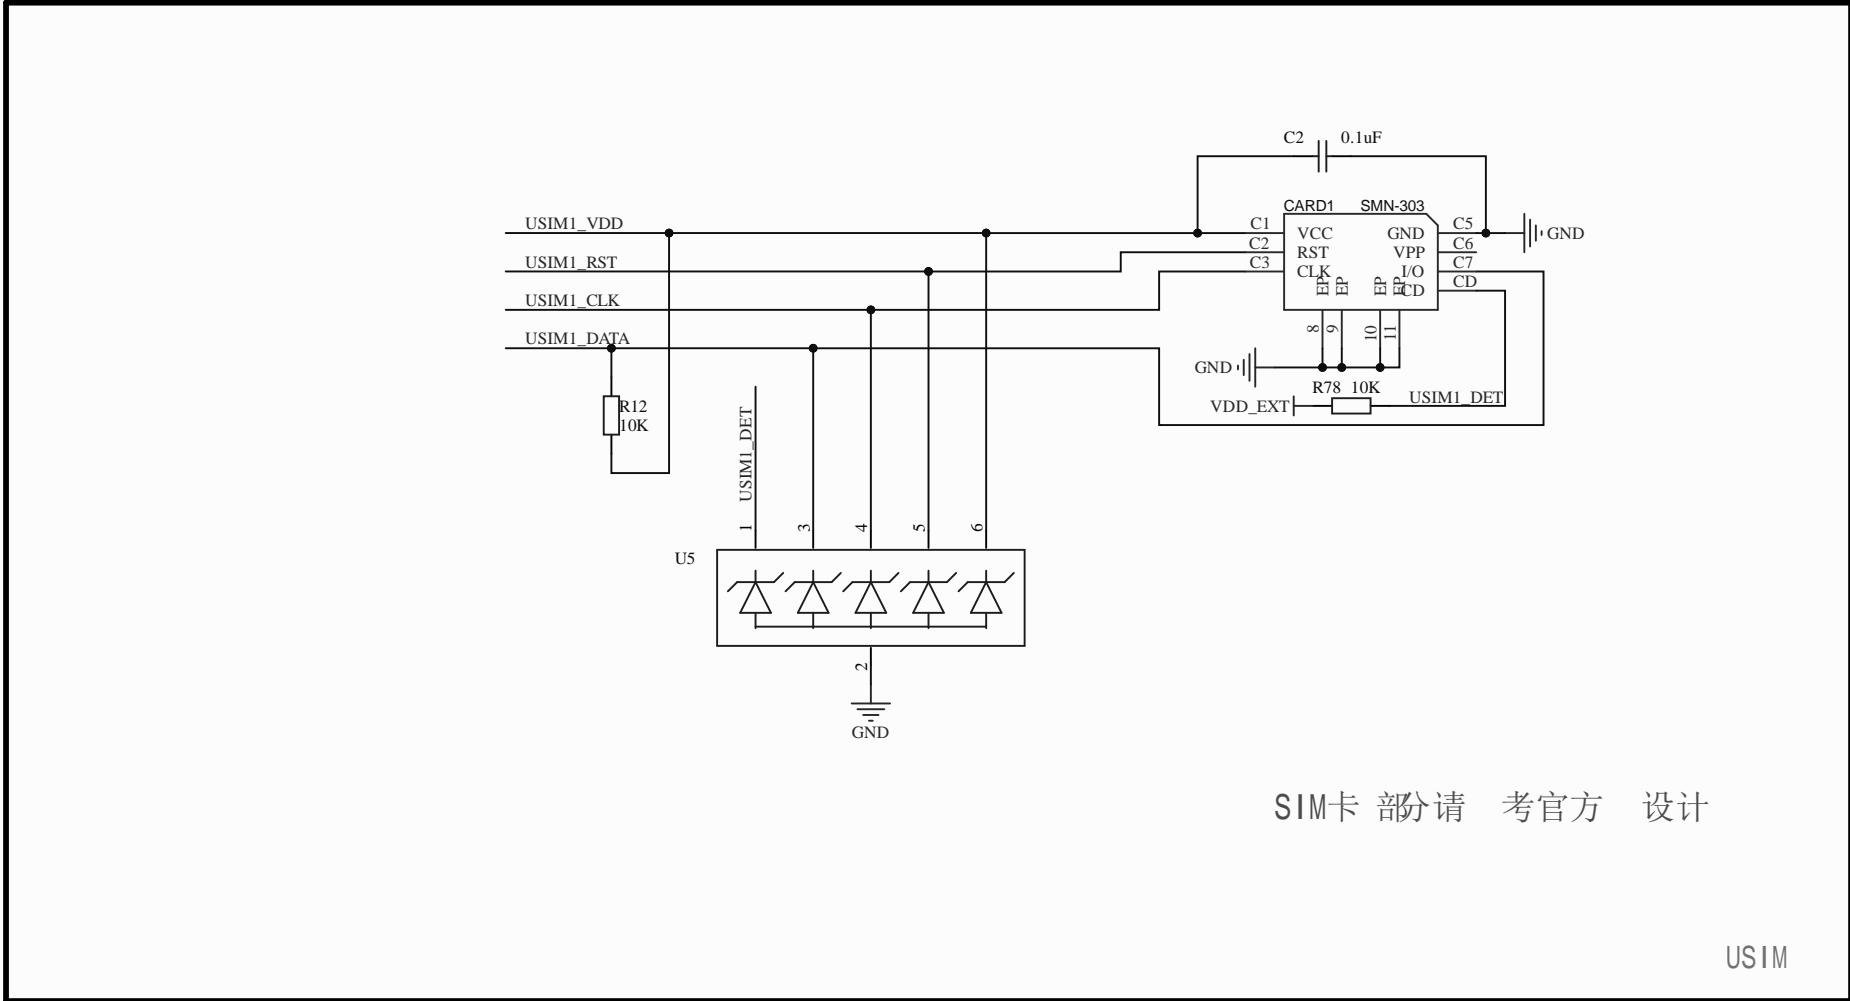 C2 0.1uF
CARD1 SMN-303
USIM1_VDD
C1 VCC GND C5 GND
C2 RST VPP C6
USIM1_RST
C3 CLK I/O C7
EP EP EP EP CD CD
USIM1_CLK
8 9 10 11
USIM1_DATA
GND
R78 10K
VDD_EXT USIM1_DET
R12
10K
USIM1_DET
1 3 4 5 6
U5
2
GND
SIM卡 部分请 考官方 设计
USIM